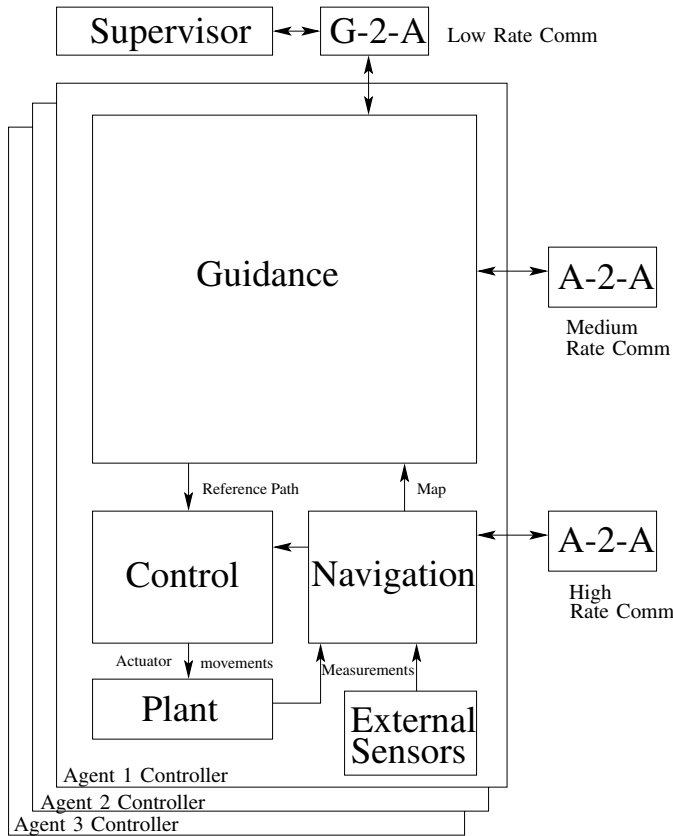 Supervisor
G-2-A
Low Rate Comm
Guidance
A-2-A
Medium
Rate Comm
Reference Path
Map
Control
Navigation
A-2-A
High
Rate Comm
Actuator movements
Measurements
Plant
External
Sensors
Agent 1 Controller
Agent 2 Controller
Agent 3 Controller